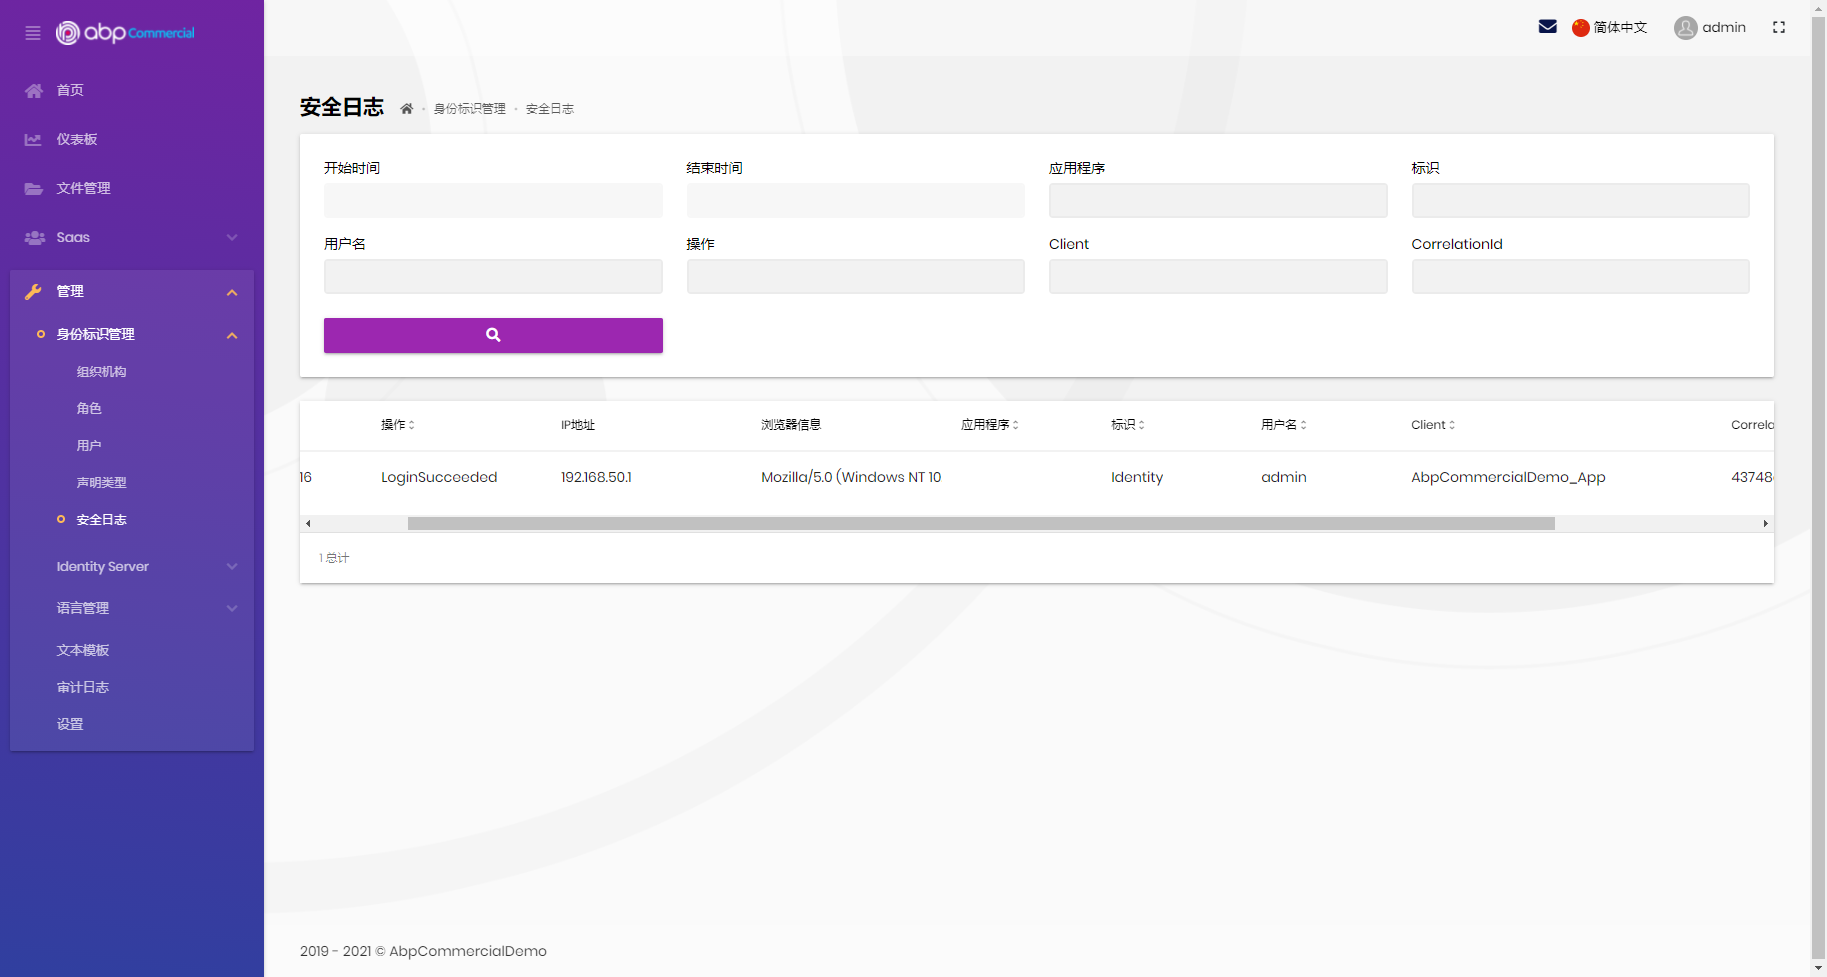 abp Commercial
首页
仪表板
文件管理
Saas
管理
身份标识管理
组织机构
角色
用户
声明类型
安全日志
Identity Server
语言管理
文本模板
审计日志
设置
简体中文 admin
安全日志 身份标识管理 安全日志
开始时间 结束时间 应用程序 标识
用户名 操作 Client CorrelationId
操作 IP地址 浏览器信息 应用程序 标识 用户名 Client Correla
16 LoginSucceeded 192.168.50.1 Mozilla/5.0 (Windows NT 10 Identity admin AbpCommercialDemo_App 43748
1 总计
2019 - 2021 © AbpCommercialDemo